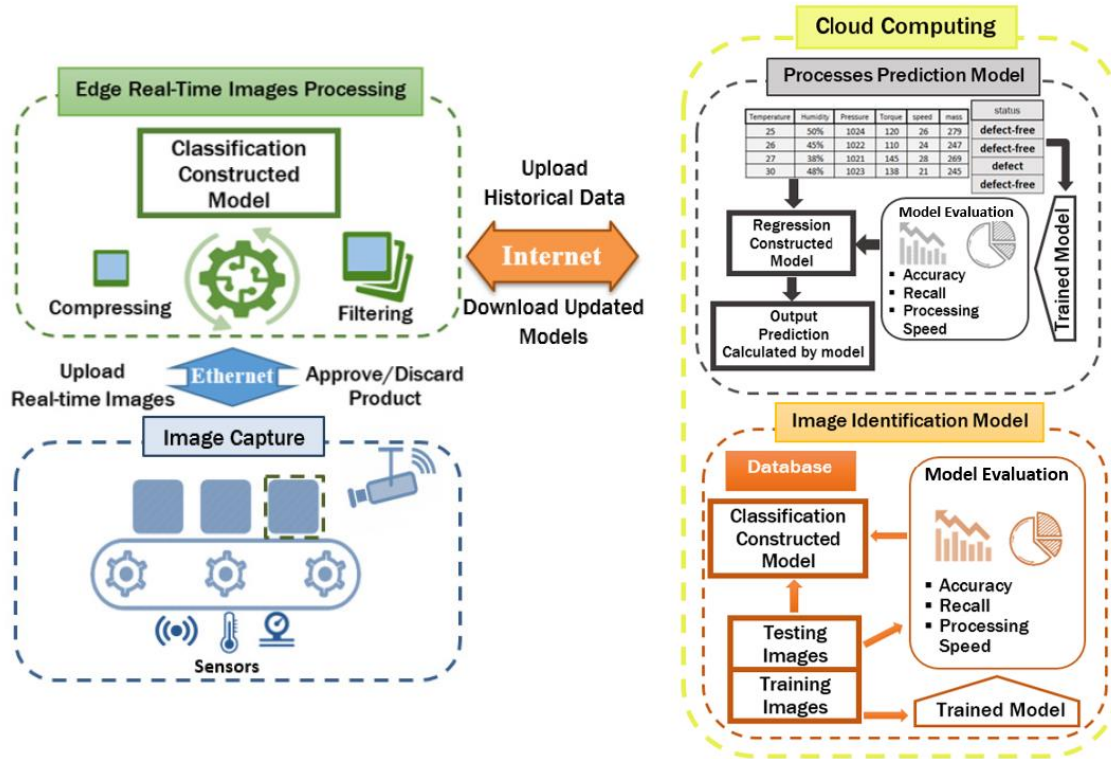 Edge Real-Time Images Processing
Classification
Constructed
Model
Compressing
Filtering
Upload
Real-time Images
Ethernet
Approve/Discard
Product
Image Capture
Sensors
Upload
Historical Data
Internet
Download Updated
Models
Cloud Computing
Processes Prediction Model
Temperature Humidity Pressure Torque speed mass status
25 50% 1024 120 26 279 defect-free
26 45% 1022 110 24 247 defect-free
27 38% 1021 145 28 269 defect
30 48% 1023 138 21 245 defect-free
Regression
Constructed
Model
Output
Prediction
Calculated by model
Model Evaluation
▪ Accuracy
▪ Recall
▪ Processing
Speed
Trained Model
Image Identification Model
Database
Classification
Constructed
Model
Testing
Images
Training
Images
Model Evaluation
▪ Accuracy
▪ Recall
▪ Processing
Speed
Trained Model